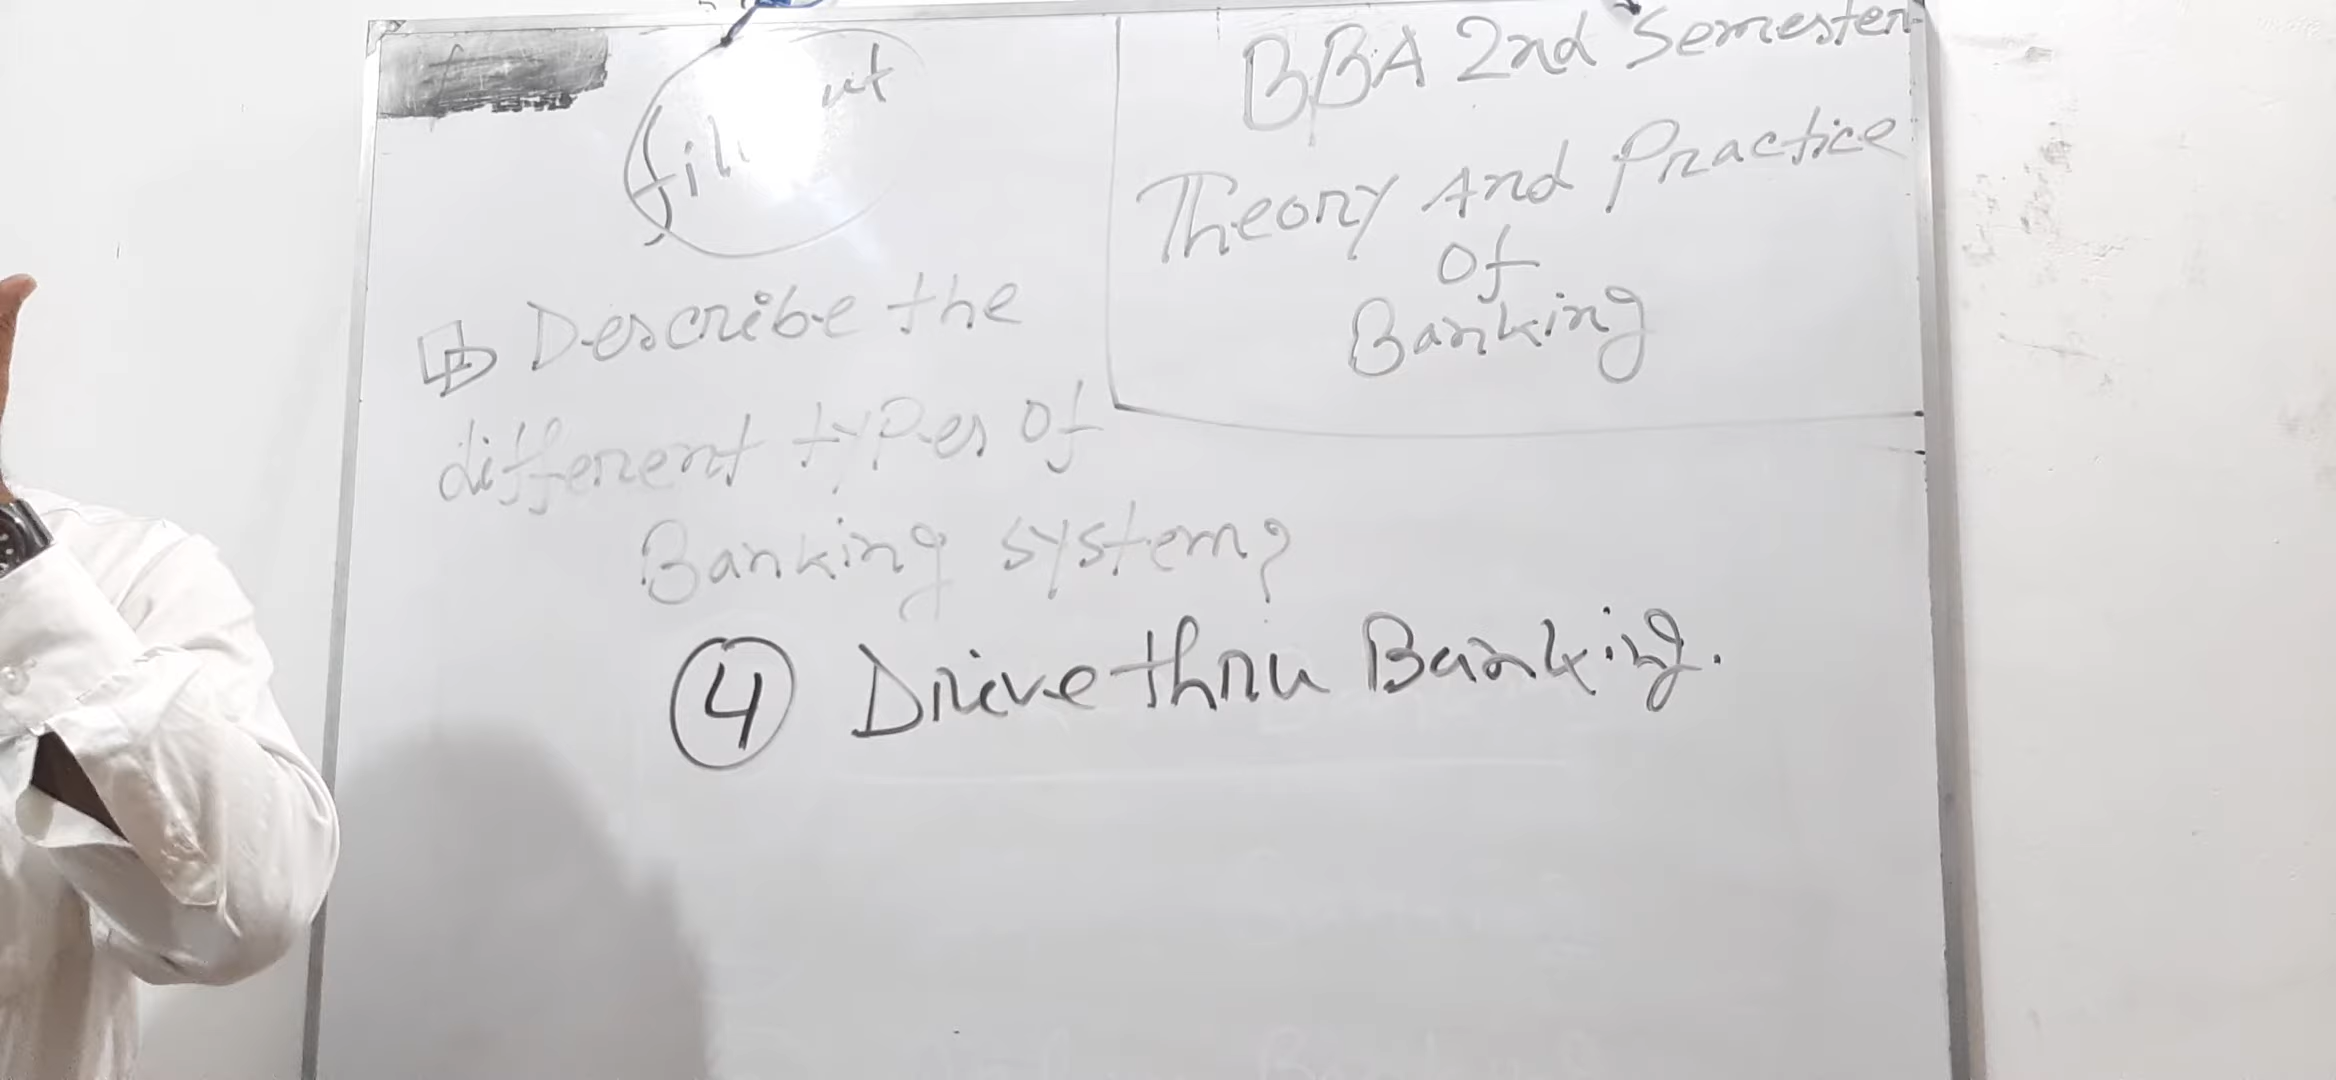 BBA 2nd Semester
Theory And Practice
Of
Banking
Describe the
different types of
Banking system?
4 Drive thru Banking.